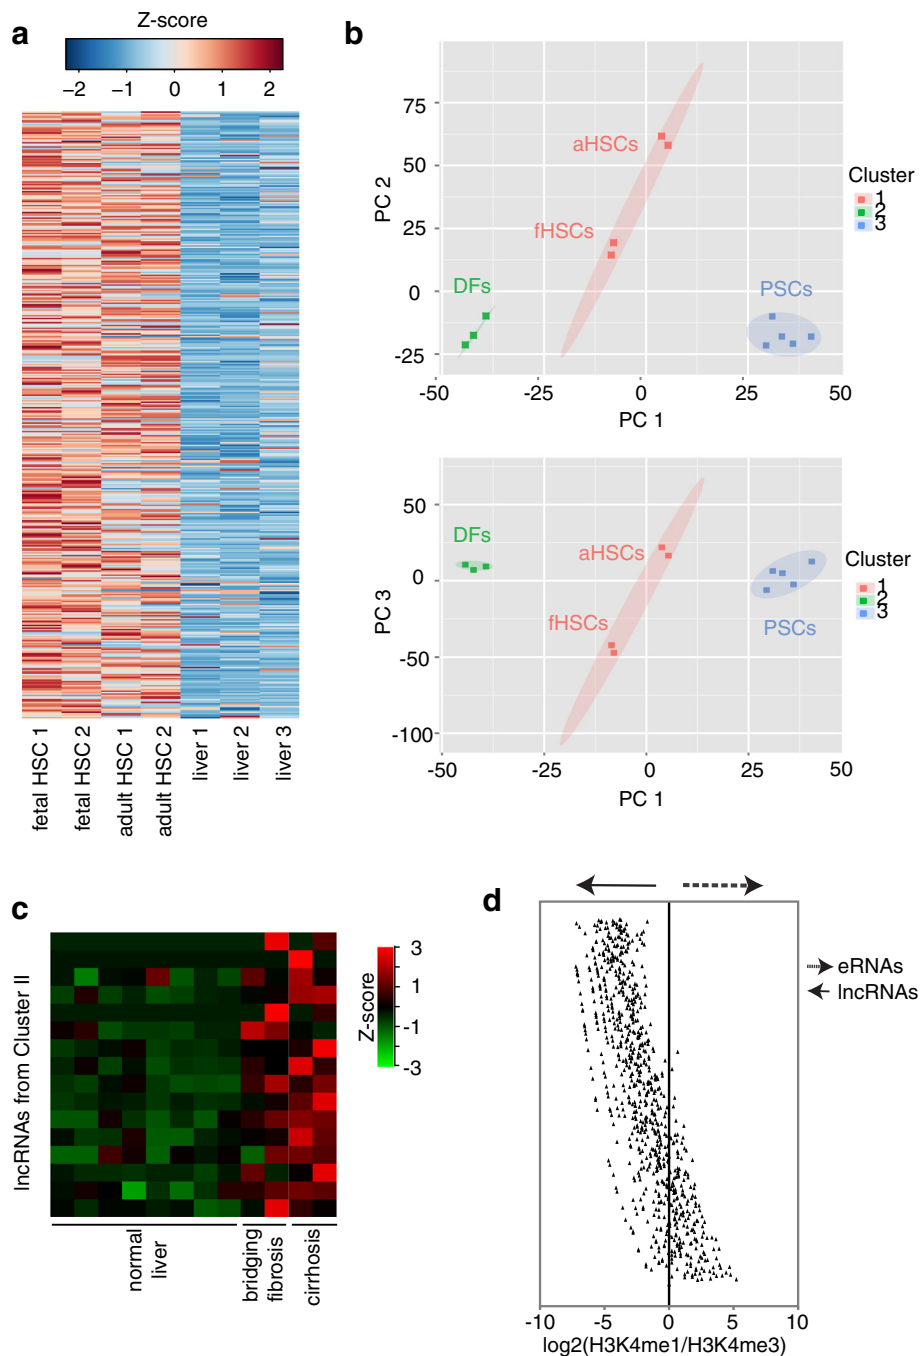 a
Z-score
−2 −1 0 1 2
fetal HSC 1
fetal HSC 2
adult HSC 1
adult HSC 2
liver 1
liver 2
liver 3
b
PC 2
75
50
25
0
-25
aHSCs
fHSCs
DFs
PSCs
-50 -25 0 25 50
PC 1
Cluster
1
2
3
PC 3
50
0
-50
-100
DFs
aHSCs
fHSCs
PSCs
-50 -25 0 25 50
PC 1
Cluster
1
2
3
c
lncRNAs from Cluster II
Z-score
3
1
-1
-3
normal
liver
bridging
fibrosis
cirrhosis
d
eRNAs
lncRNAs
-10 -5 0 5 10
log2(H3K4me1/H3K4me3)